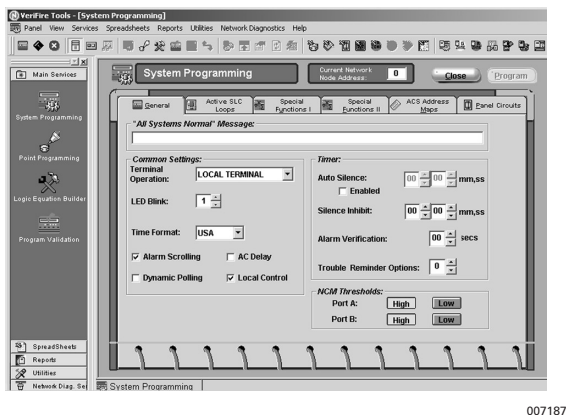 VeriFire Tools - [System Programming]
Panel View Services Spreadsheets Reports Utilities Network Diagnostics Help
Main Services
System Programming
Point Programming
Logic Equation Builder
Program Validation
SpreadSheets
Reports
Utilities
Network Diag. Se
System Programming
Current Network
Node Address: 0
Close
Program
General
Active SLC
Loops
Special
Functions I
Special
Functions II
ACS Address
Maps
Panel Circuits
"All Systems Normal" Message:
Common Settings:
Terminal
Operation: LOCAL TERMINAL
LED Blink: 1
Time Format: USA
Alarm Scrolling AC Delay
Dynamic Polling Local Control
Timer:
Auto Silence: 00 : 00 mm,ss
Enabled
Silence Inhibit: 00 : 00 mm,ss
Alarm Verification: 00 secs
Trouble Reminder Options: 0
NCM Thresholds:
Port A: High Low
Port B: High Low
System Programming
007187